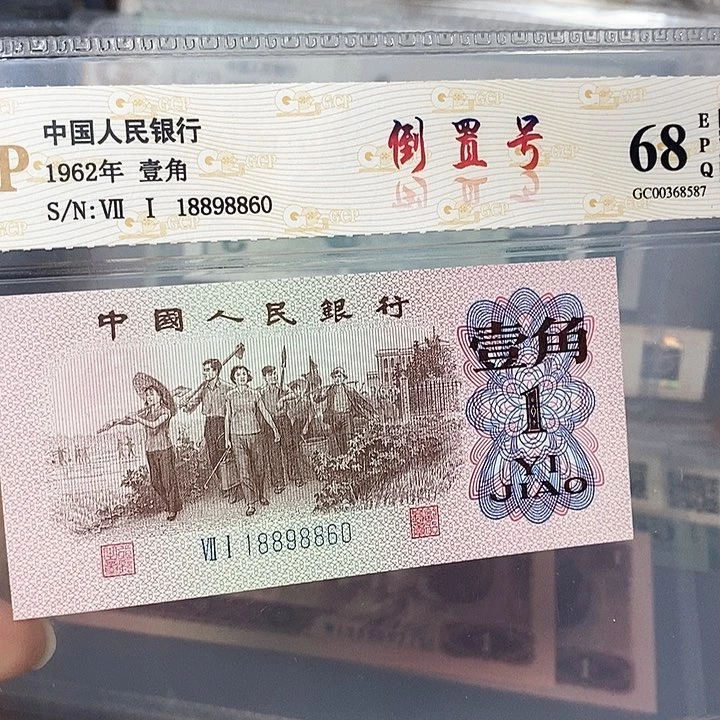 P
中国人民银行
1962年 壹角
S/N: Ⅶ Ⅰ 18898860
倒置号
68
EPQ
GC00368587
中國人民銀行
壹角
1
YI
JIAO
Ⅶ Ⅰ 18898860